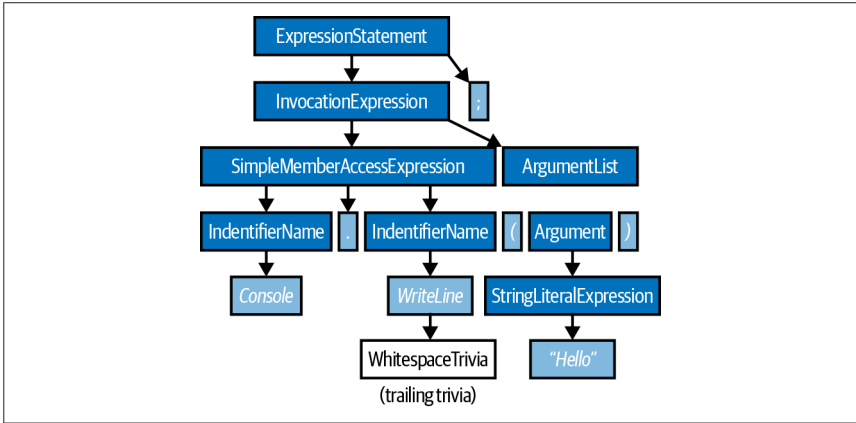 ExpressionStatement
InvocationExpression ;
SimpleMemberAccessExpression ArgumentList
IndentifierName . IndentifierName ( Argument )
Console WriteLine StringLiteralExpression
WhitespaceTrivia “Hello”
(trailing trivia)